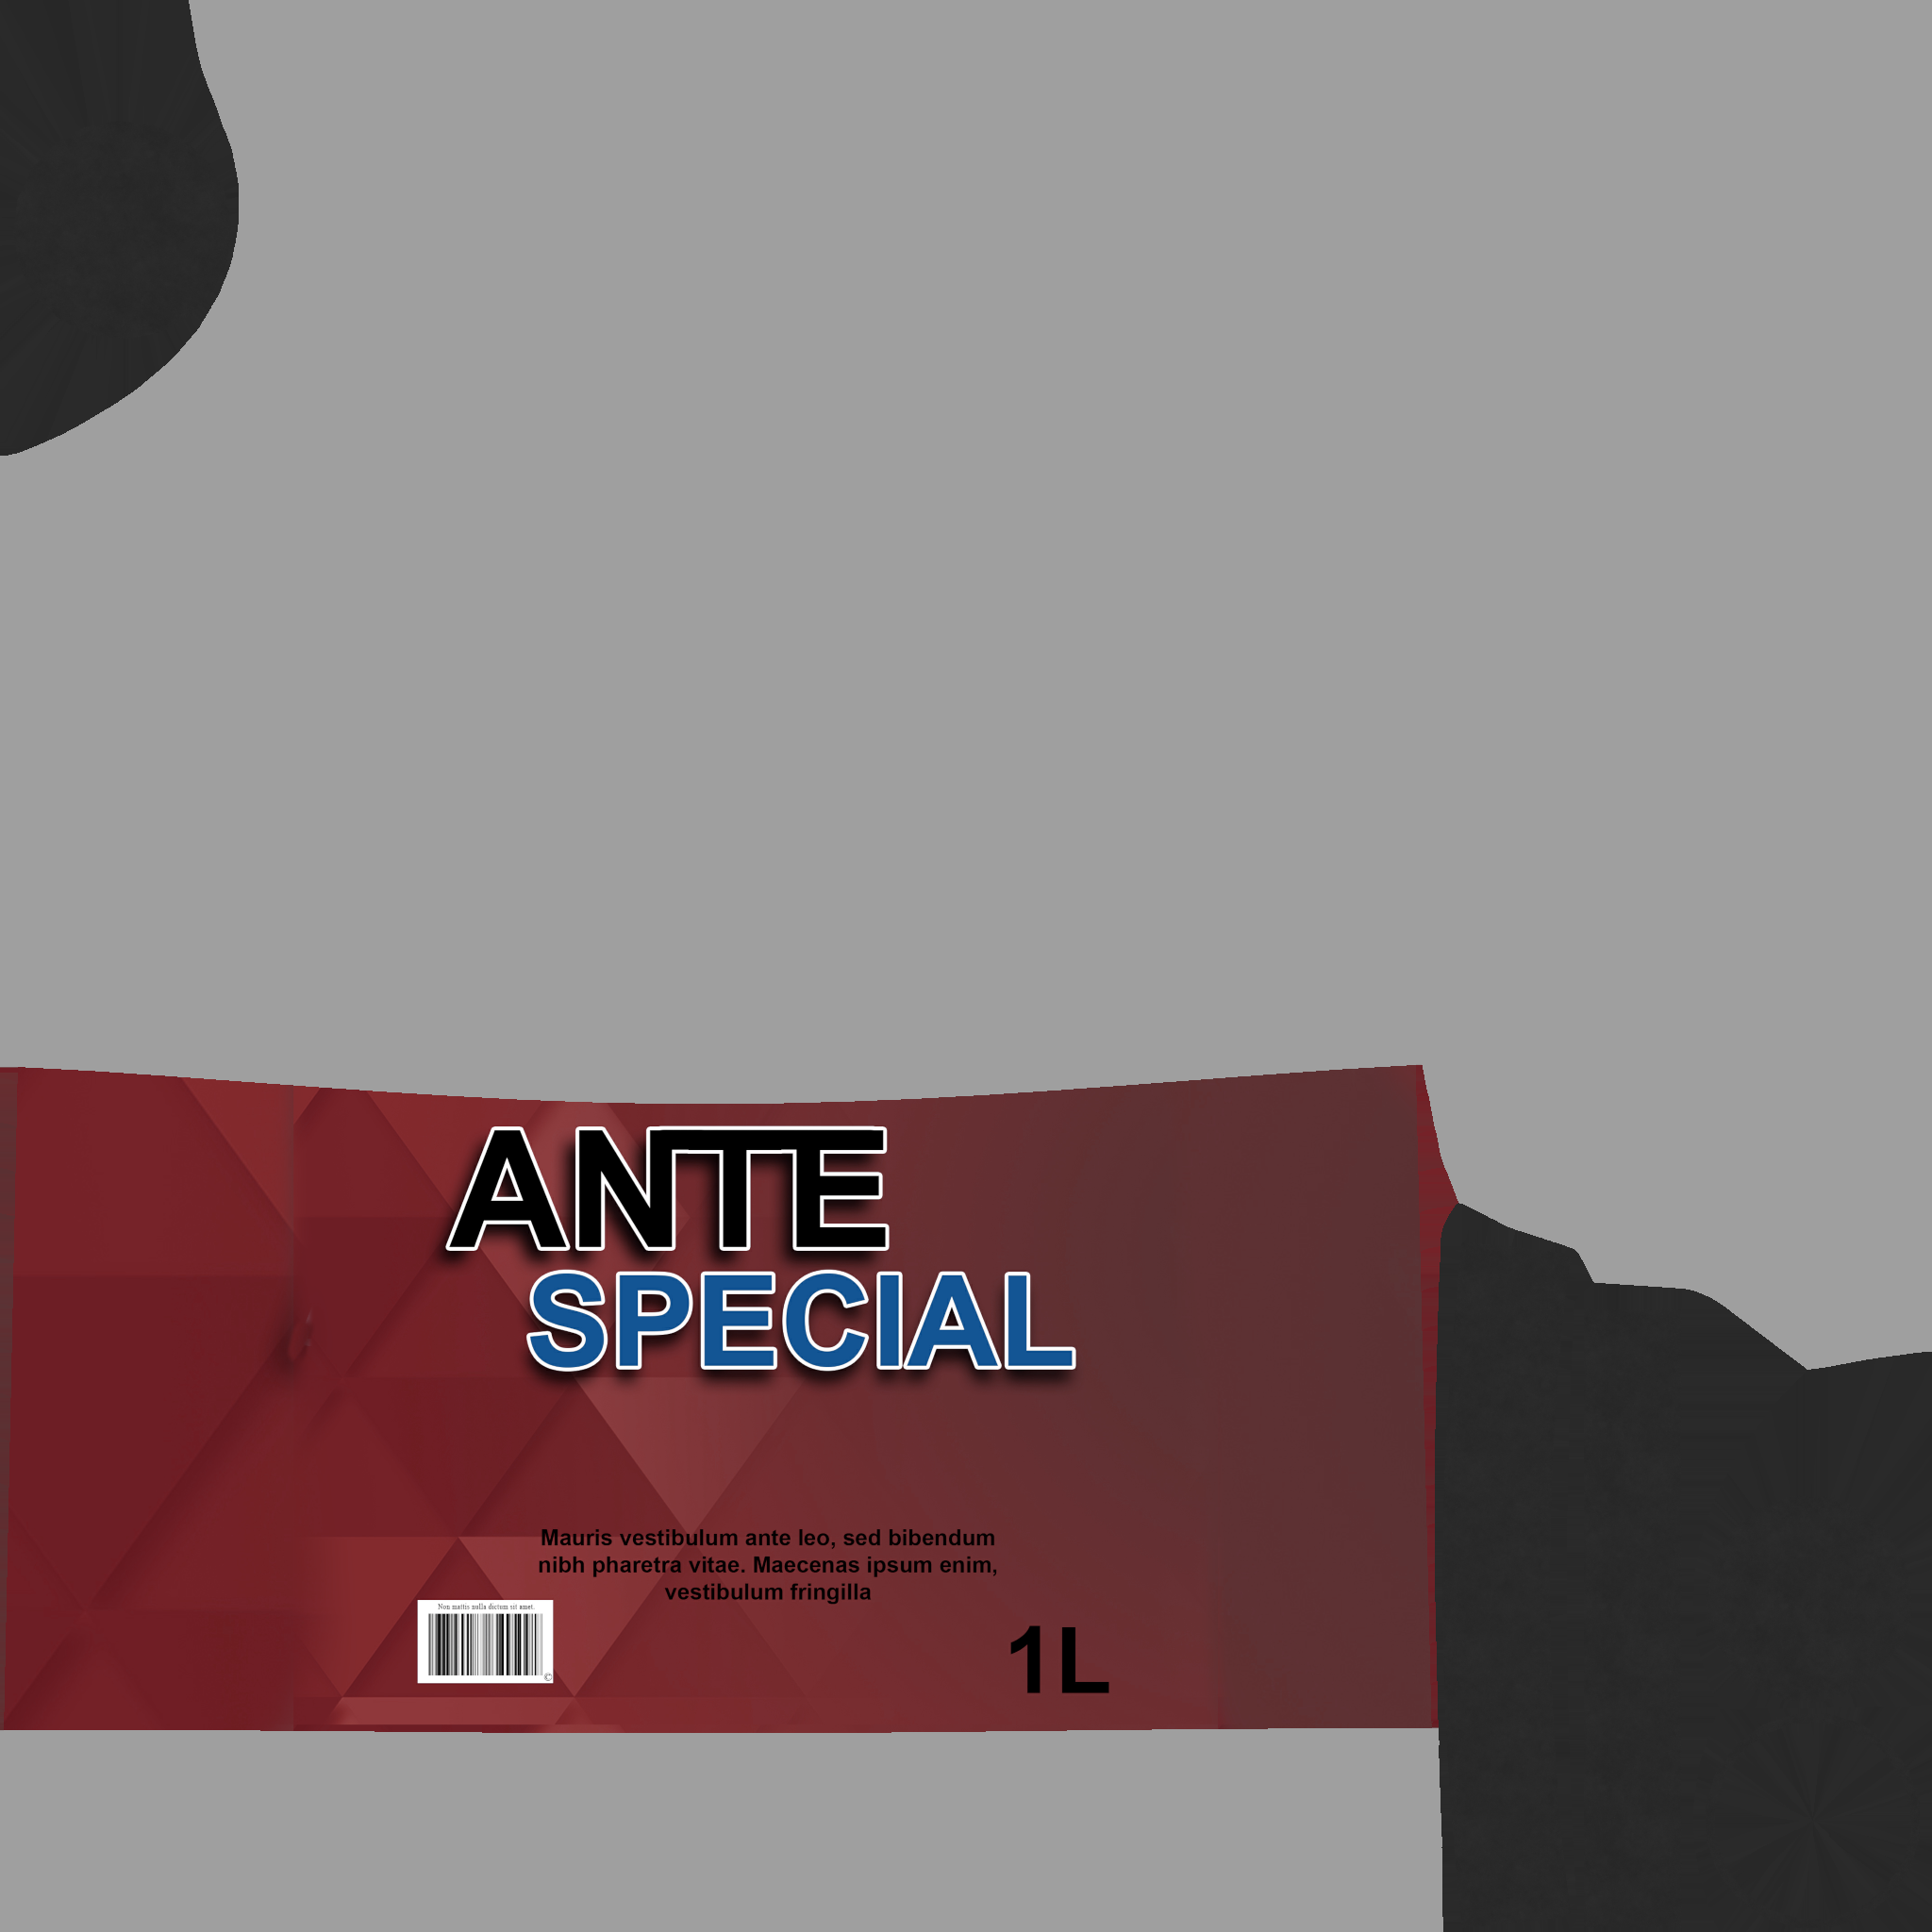 ANTE
SPECIAL
Mauris vestibulum ante leo, sed bibendum
nibh pharetra vitae. Maecenas ipsum enim,
vestibulum fringilla
Non mattis nulla dictum sit amet.
©
1L